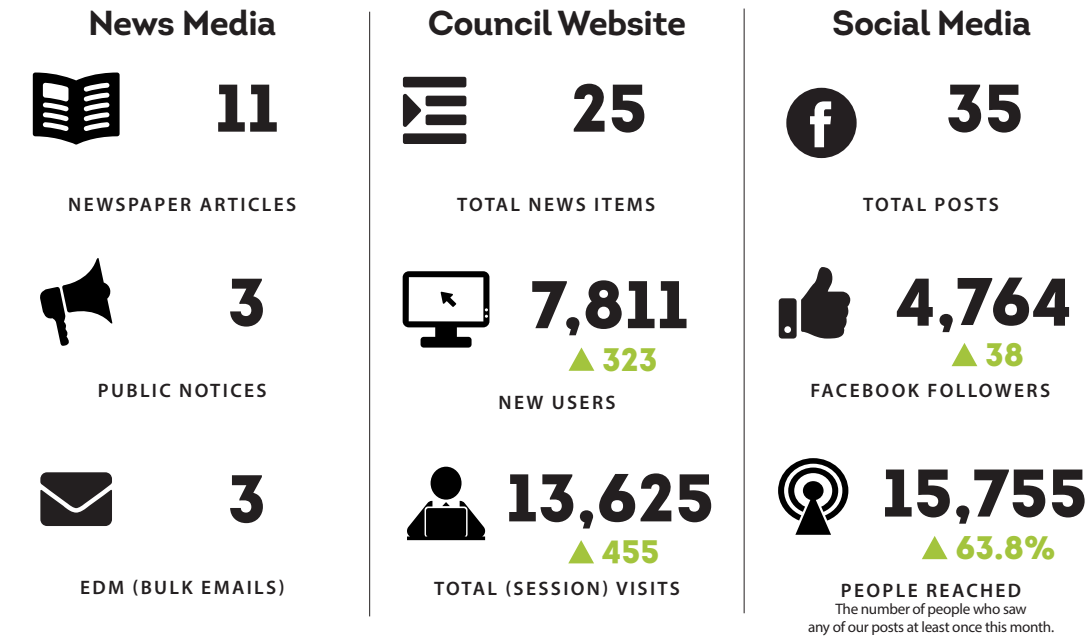 News Media
11
NEWSPAPER ARTICLES
3
PUBLIC NOTICES
3
EDM (BULK EMAILS)
Council Website
25
TOTAL NEWS ITEMS
7,811
▲ 323
NEW USERS
13,625
▲ 455
TOTAL (SESSION) VISITS
Social Media
f
35
TOTAL POSTS
4,764
▲ 38
FACEBOOK FOLLOWERS
15,755
▲ 63.8%
PEOPLE REACHED
The number of people who saw
any of our posts at least once this month.